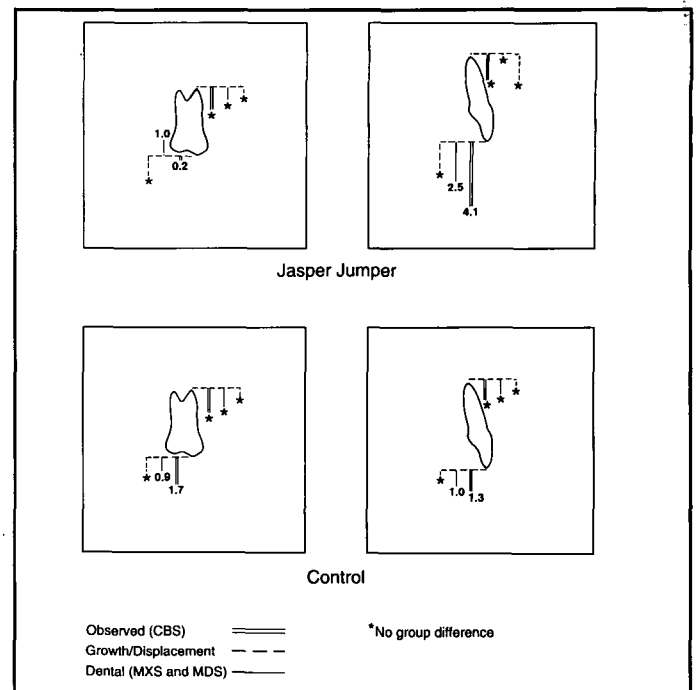 * * *
1.0
0.2
*
* * *
*
2.5
4.1
Jasper Jumper
* * *
* 0.9
1.7
* * *
* 1.0 1.3
Control
Observed (CBS)
Growth/Displacement
Dental (MXS and MDS)
*No group difference